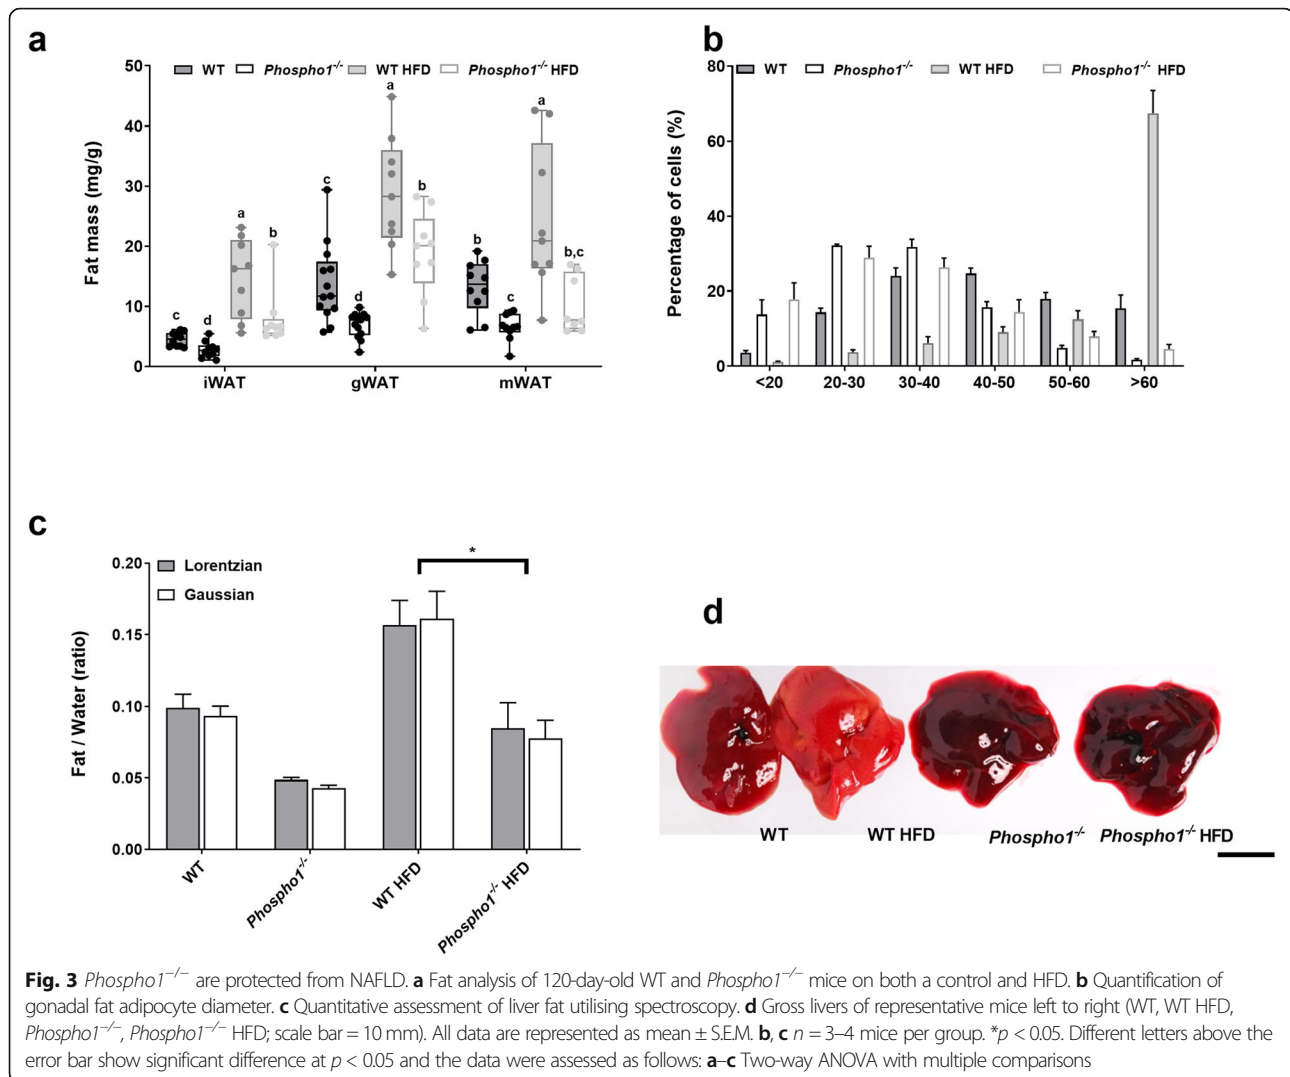 a
WT Phospho1-/- WT HFD Phospho1-/- HFD
Fat mass (mg/g)
50
40
30
20
10
0
c d a b
c d a b
b c a b,c
iWAT gWAT mWAT
b
WT Phospho1-/- WT HFD Phospho1-/- HFD
Percentage of cells (%)
80
60
40
20
0
<20 20-30 30-40 40-50 50-60 >60
c
Lorentzian
Gaussian
*
Fat / Water (ratio)
0.20
0.15
0.10
0.05
0.00
WT Phospho1-/- WT HFD Phospho1-/- HFD
d
WT WT HFD Phospho1-/- Phospho1-/- HFD
Fig. 3 Phospho1−/− are protected from NAFLD. a Fat analysis of 120-day-old WT and Phospho1−/− mice on both a control and HFD. b Quantification of
gonadal fat adipocyte diameter. c Quantitative assessment of liver fat utilising spectroscopy. d Gross livers of representative mice left to right (WT, WT HFD,
Phospho1−/−, Phospho1−/− HFD; scale bar = 10 mm). All data are represented as mean ± S.E.M. b, c n = 3–4 mice per group. *p < 0.05. Different letters above the
error bar show significant difference at p < 0.05 and the data were assessed as follows: a–c Two-way ANOVA with multiple comparisons